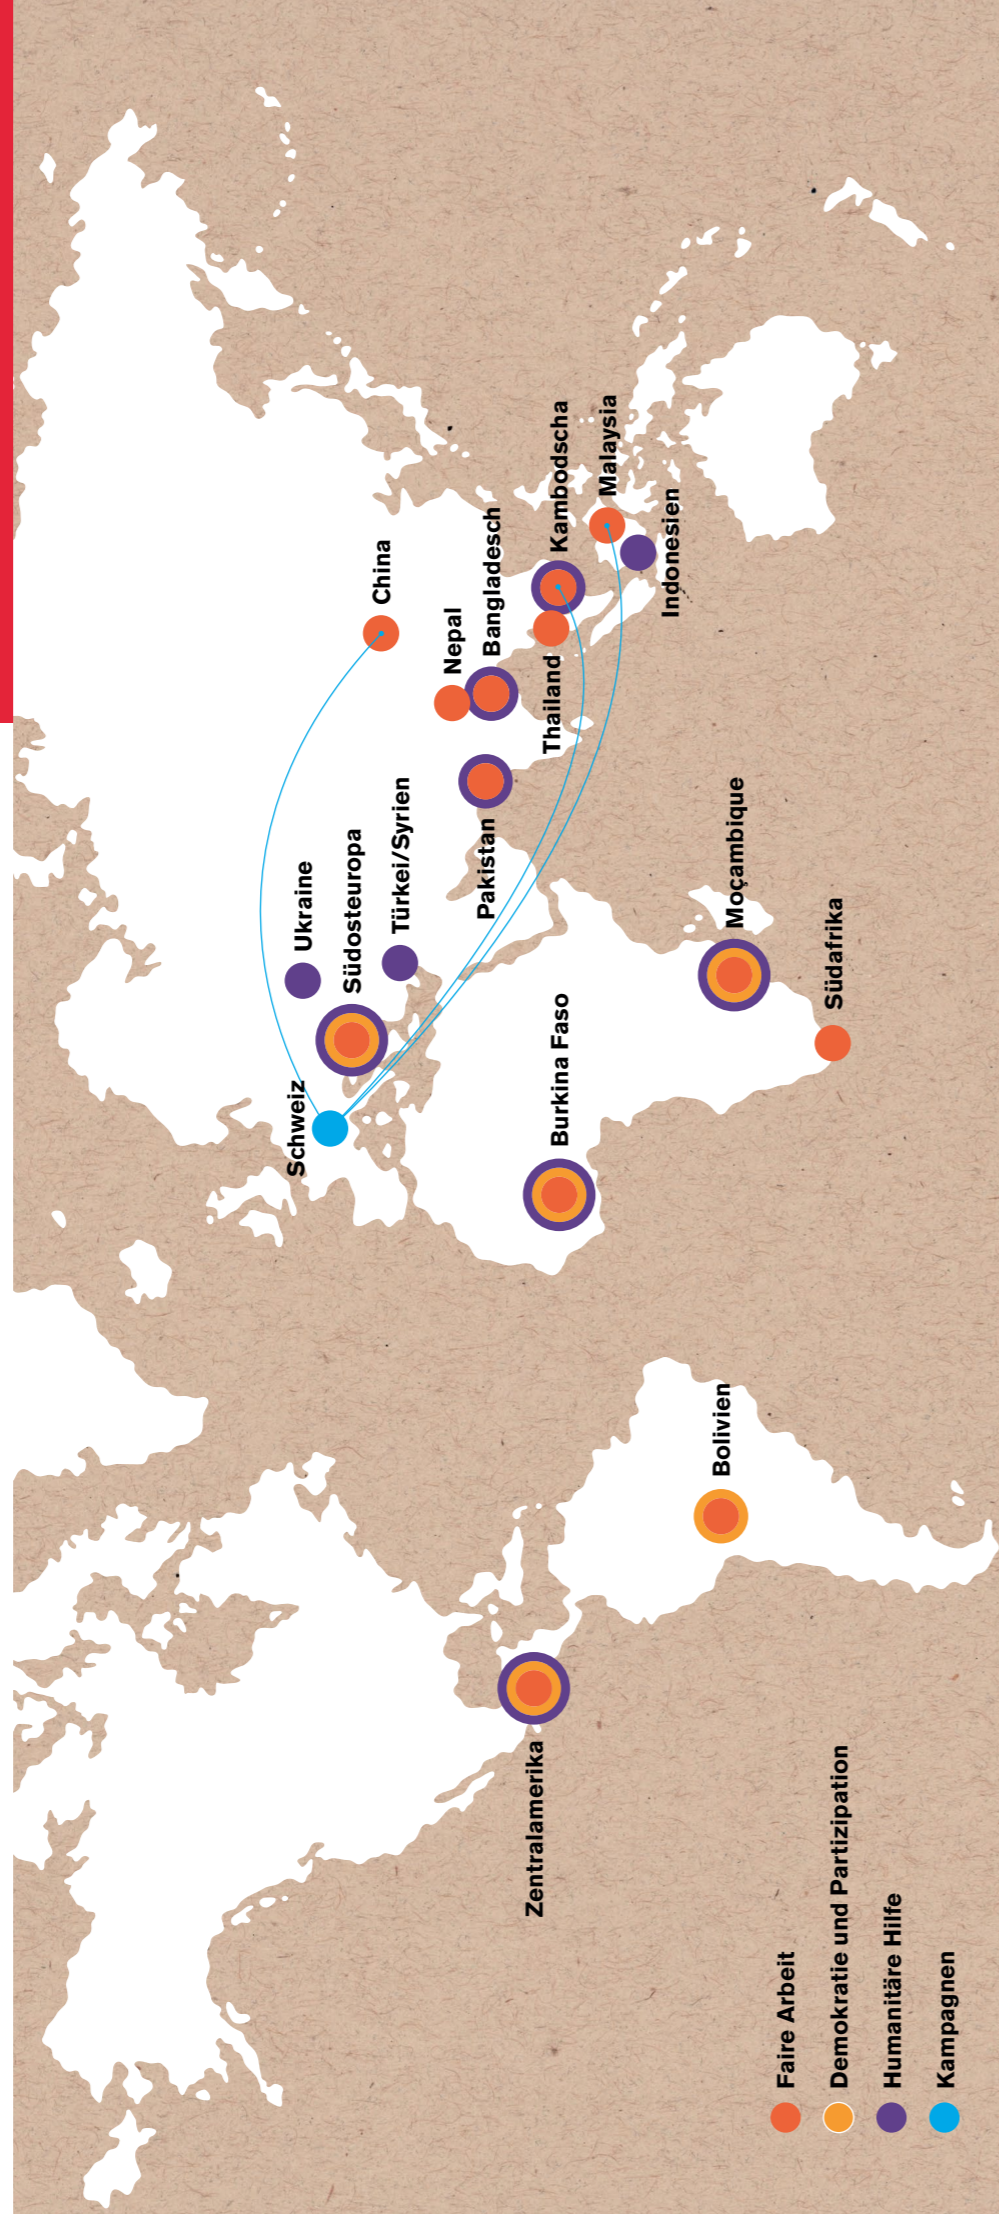 Schweiz
Ukraine
Südosteuropa
Türkei/Syrien
China
Nepal
Bangladesch
Pakistan
Thailand
Kambodscha
Malaysia
Indonesien
Burkina Faso
Moçambique
Südafrika
Zentralamerika
Bolivien
Faire Arbeit
Demokratie und Partizipation
Humanitäre Hilfe
Kampagnen